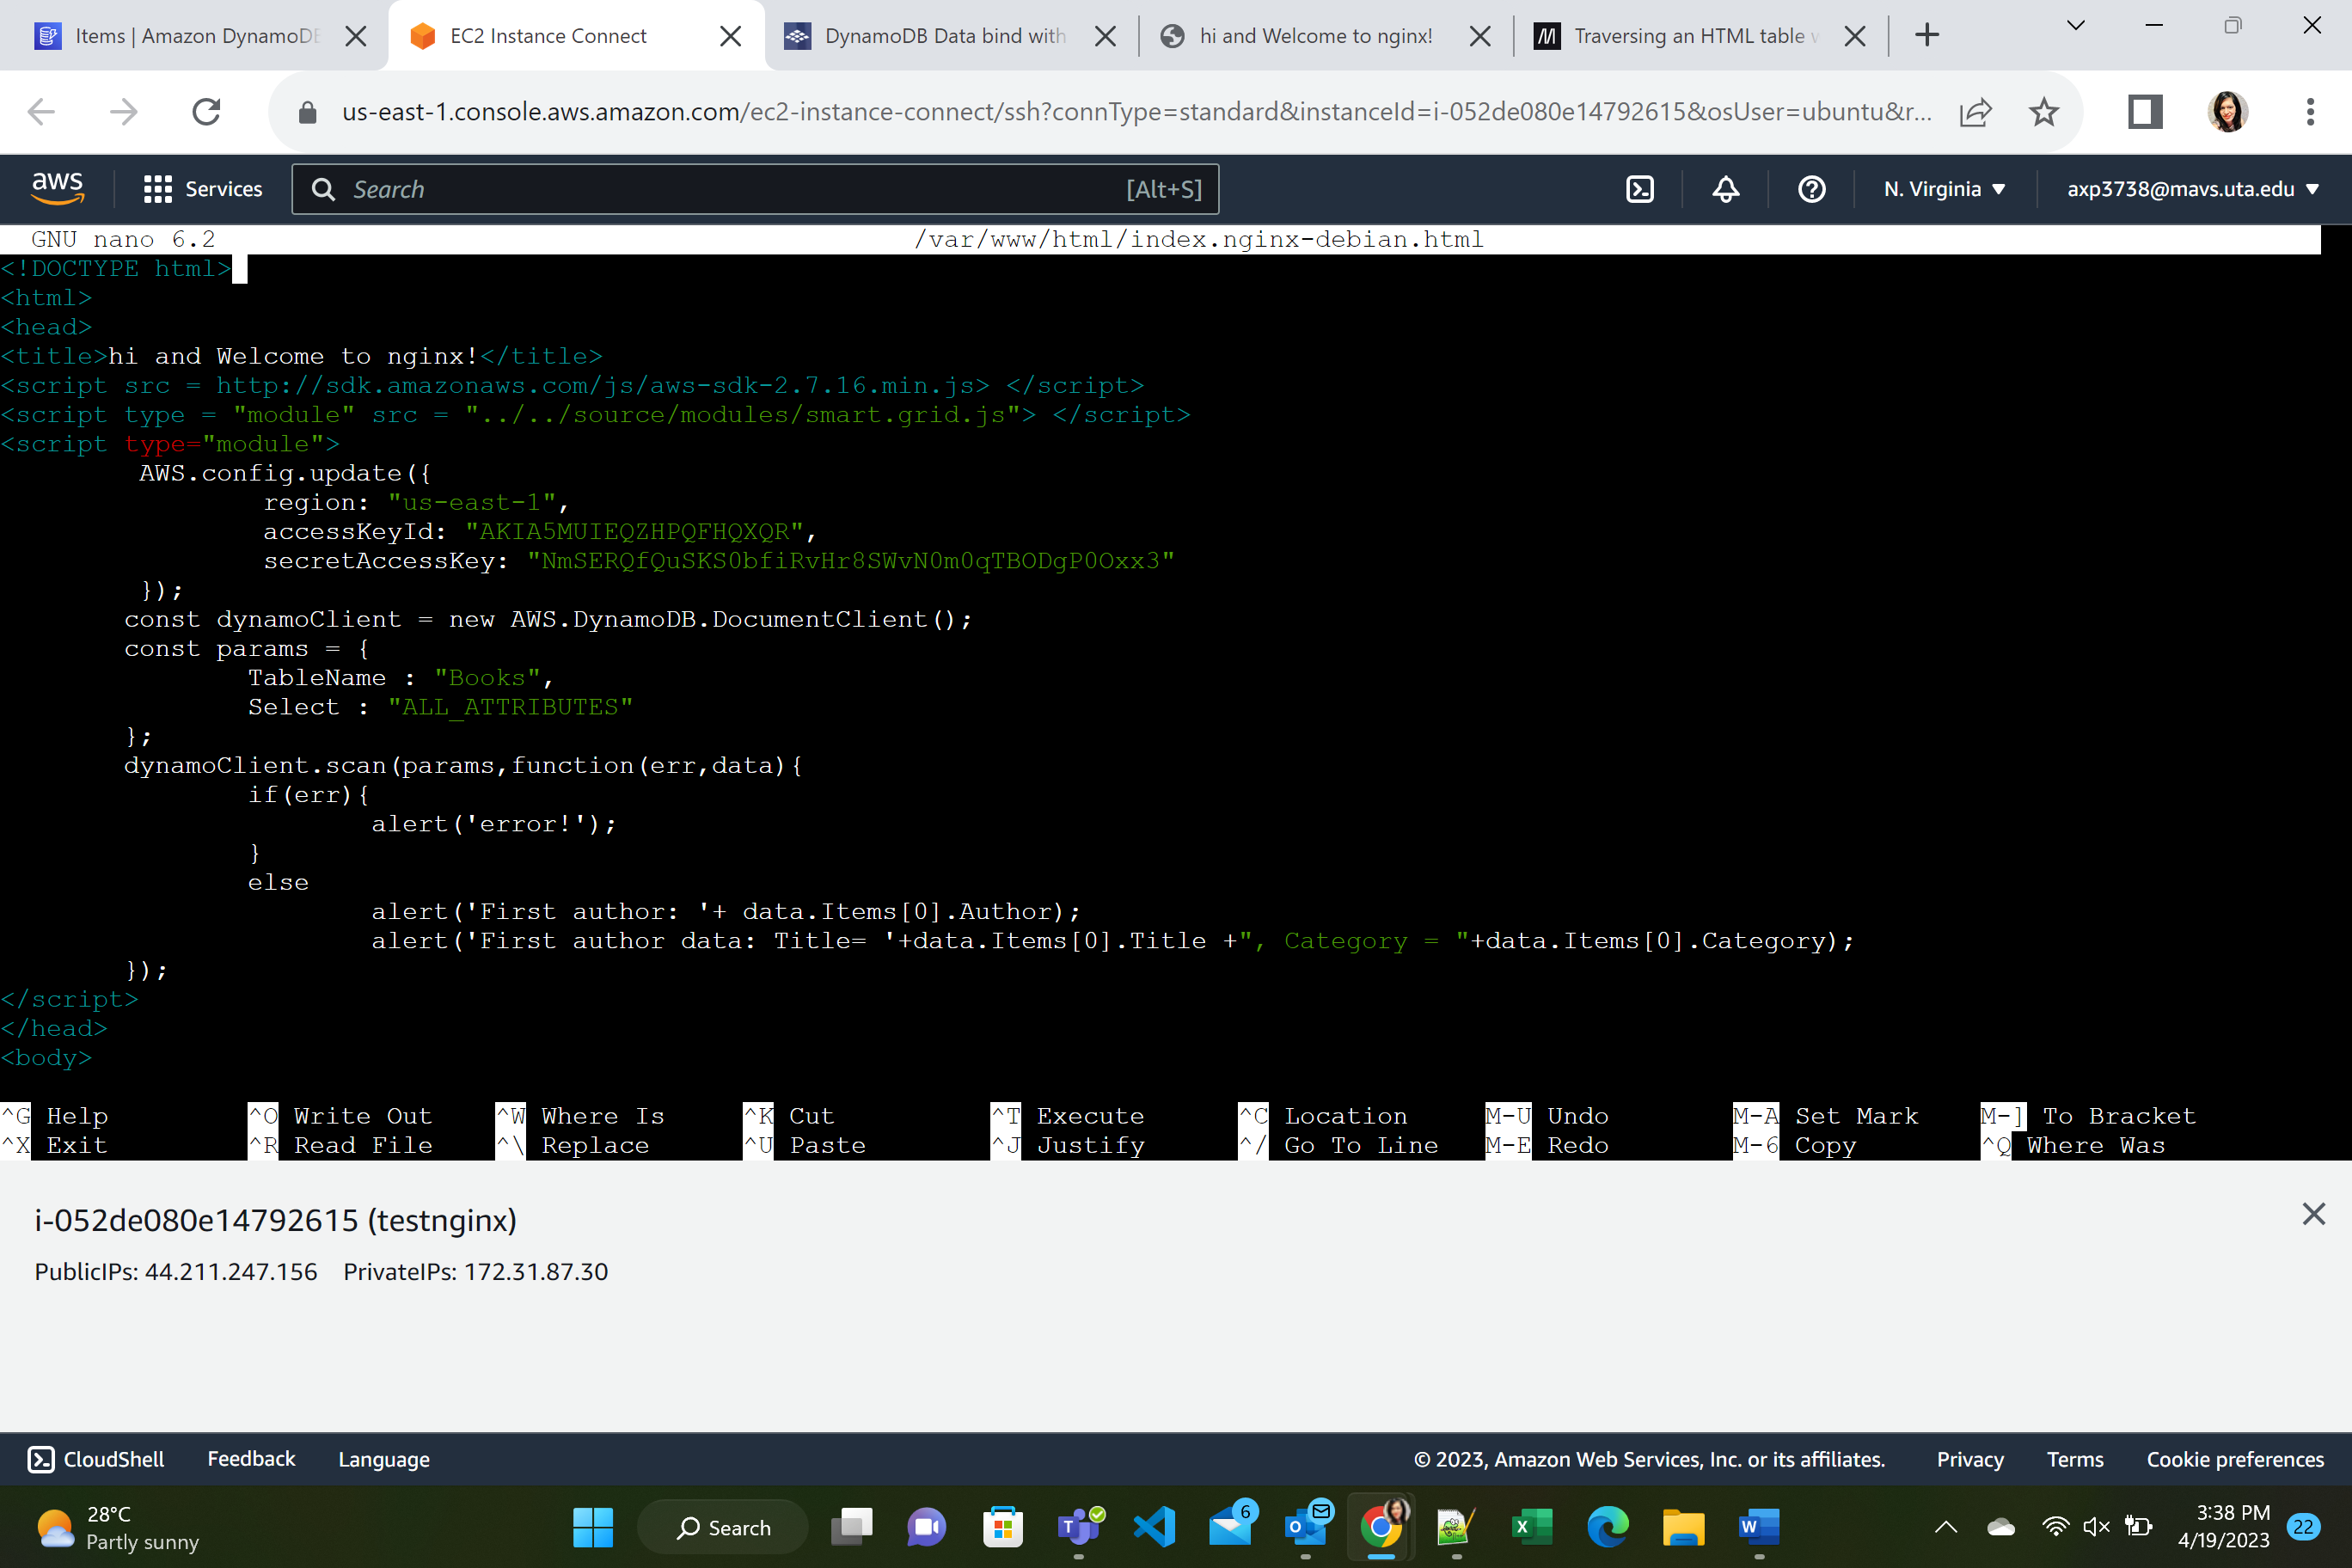 Items | Amazon DynamoDB
EC2 Instance Connect
DynamoDB Data bind with
hi and Welcome to nginx!
Traversing an HTML table w
us-east-1.console.aws.amazon.com/ec2-instance-connect/ssh?connType=standard&instanceId=i-052de080e14792615&osUser=ubuntu&r...
aws
Services
Search
[Alt+S]
N. Virginia
axp3738@mavs.uta.edu
GNU nano 6.2 /var/www/html/index.nginx-debian.html
<!DOCTYPE html>
<html>
<head>
<title>hi and Welcome to nginx!</title>
<script src = http://sdk.amazonaws.com/js/aws-sdk-2.7.16.min.js> </script>
<script type = "module" src = "../../source/modules/smart.grid.js"> </script>
<script type="module">
AWS.config.update({
region: "us-east-1",
accessKeyId: "AKIA5MUIEQZHPQFHQXQR",
secretAccessKey: "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"
});
const dynamoClient = new AWS.DynamoDB.DocumentClient();
const params = {
TableName : "Books",
Select : "ALL_ATTRIBUTES"
};
dynamoClient.scan(params,function(err,data){
if(err){
alert('error!');
}
else
alert('First author: '+ data.Items[0].Author);
alert('First author data: Title= '+data.Items[0].Title +", Category = "+data.Items[0].Category);
});
</script>
</head>
<body>
^G Help ^O Write Out ^W Where Is ^K Cut ^T Execute ^C Location M-U Undo M-A Set Mark M-] To Bracket
^X Exit ^R Read File ^\ Replace ^U Paste ^J Justify ^/ Go To Line M-E Redo M-6 Copy ^Q Where Was
i-052de080e14792615 (testnginx)
PublicIPs: 44.211.247.156 PrivateIPs: 172.31.87.30
CloudShell Feedback Language © 2023, Amazon Web Services, Inc. or its affiliates. Privacy Terms Cookie preferences
28°C
Partly sunny
Search
6
3:38 PM
4/19/2023
22